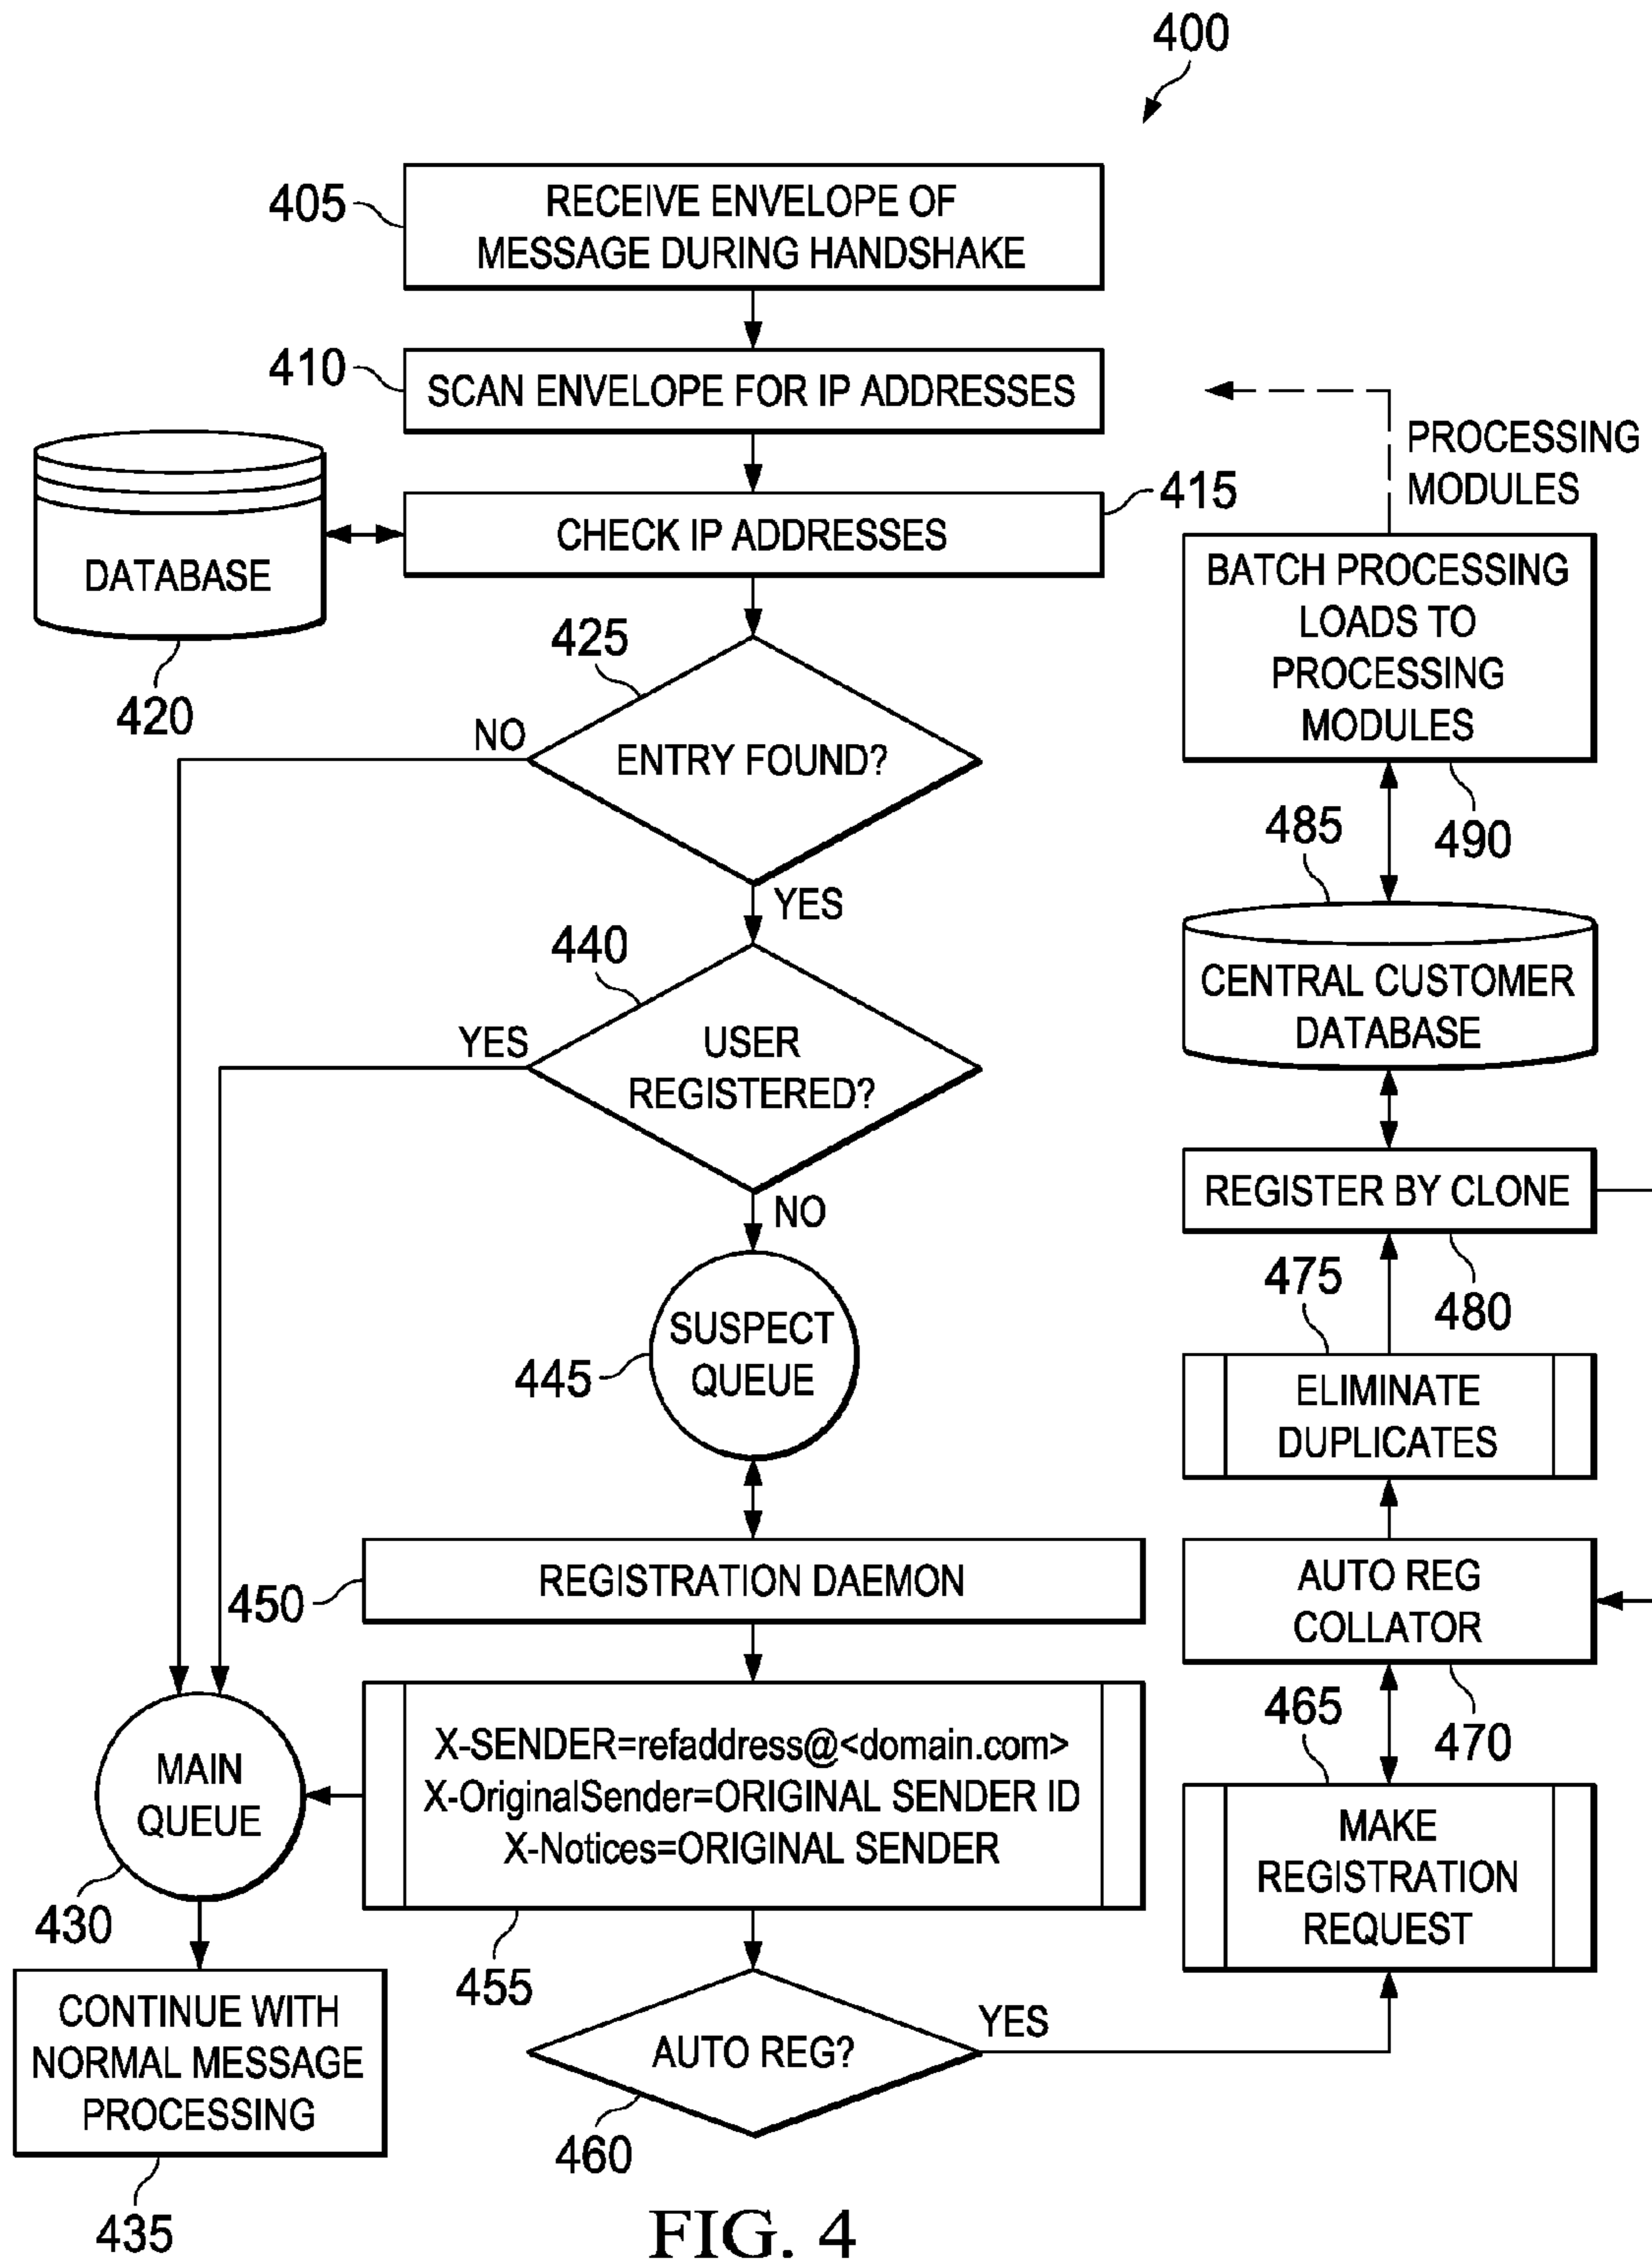 400
405
RECEIVE ENVELOPE OF
MESSAGE DURING HANDSHAKE
410
SCAN ENVELOPE FOR IP ADDRESSES
PROCESSING
MODULES
415
CHECK IP ADDRESSES
DATABASE
420
425
NO
ENTRY FOUND?
YES
BATCH PROCESSING
LOADS TO
PROCESSING
MODULES
490
485
CENTRAL CUSTOMER
DATABASE
440
YES
USER
REGISTERED?
NO
REGISTER BY CLONE
480
475
ELIMINATE
DUPLICATES
445
SUSPECT
QUEUE
450
REGISTRATION DAEMON
AUTO REG
COLLATOR
470
465
MAKE
REGISTRATION
REQUEST
X-SENDER=refaddress@<domain.com>
X-OriginalSender=ORIGINAL SENDER ID
X-Notices=ORIGINAL SENDER
455
MAIN
QUEUE
430
CONTINUE WITH
NORMAL MESSAGE
PROCESSING
435
AUTO REG?
YES
460
FIG. 4